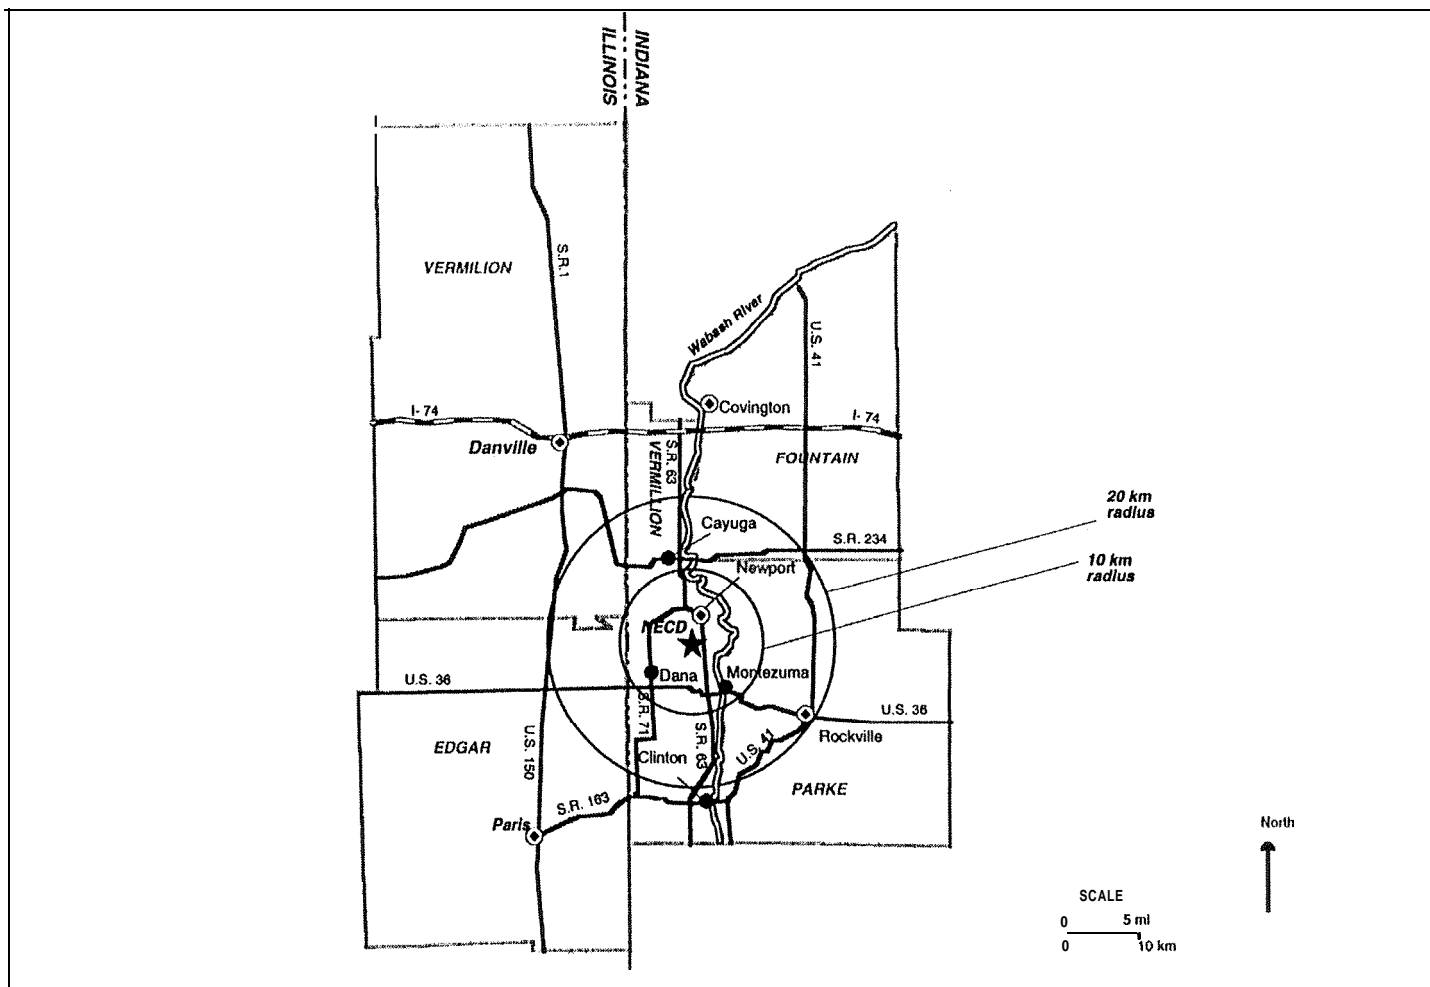 INDIANA
ILLINOIS
VERMILION
S.R.1
Wabash River
U.S. 41
I- 74
Covington
I- 74
Danville
S.R. 63
VERMILLION
FOUNTAIN
20 km
radius
Cayuga
S.R. 234
10 km
radius
Newport
NECD
Dana
Montezuma
U.S. 36
S.R. 71
U.S. 36
EDGAR
U.S. 150
S.R. 63
U.S. 41
Rockville
Clinton
PARKE
S.R. 163
Paris
North
SCALE
0 5 mi
0 10 km